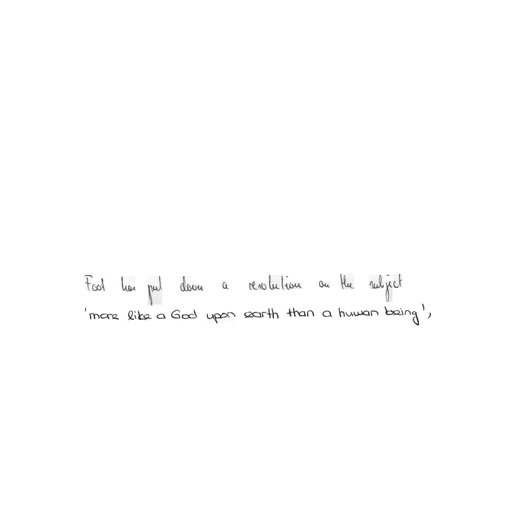 Foot has put down a resolution on the subject
'more like a God upon earth than a human being',